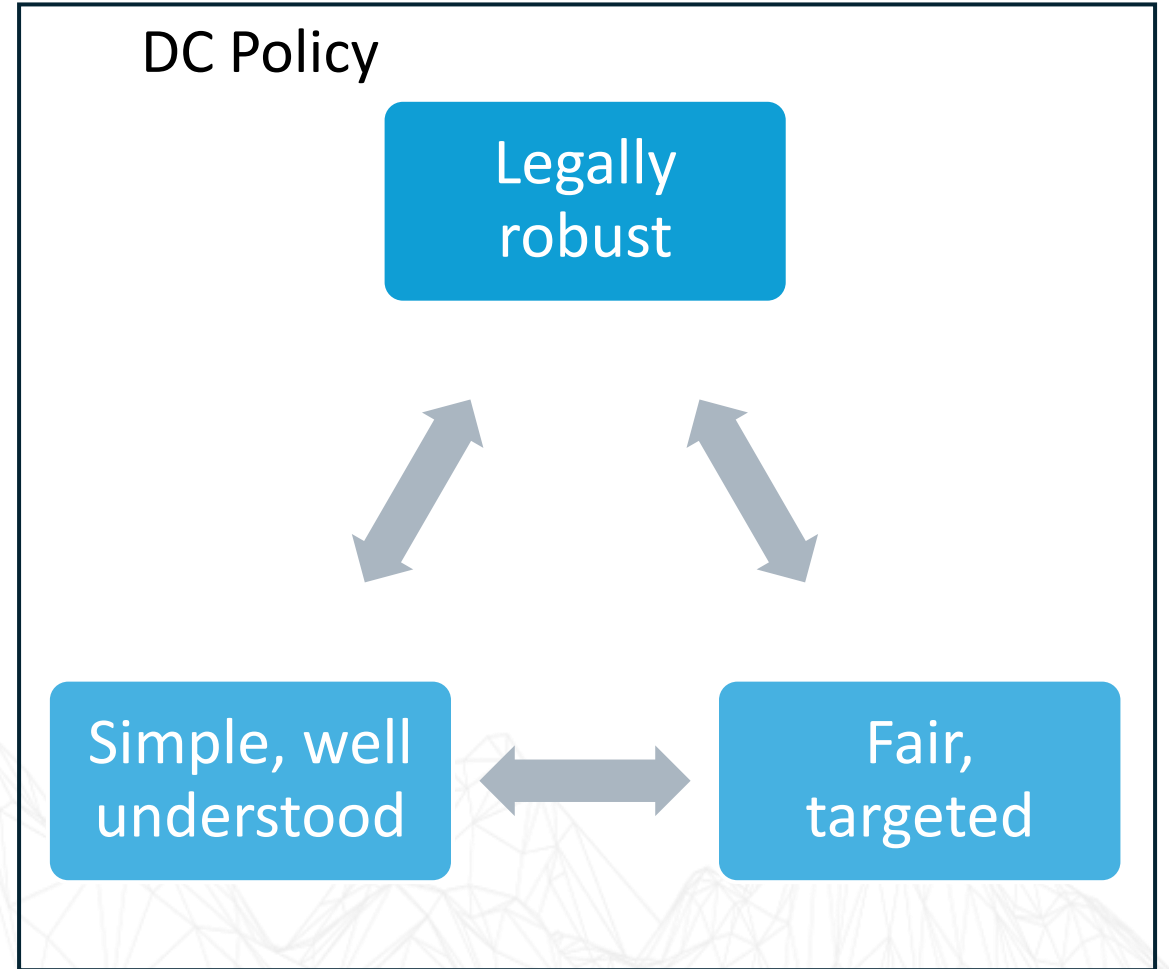 DC Policy
Legally
robust
Simple, well
understood
Fair,
targeted